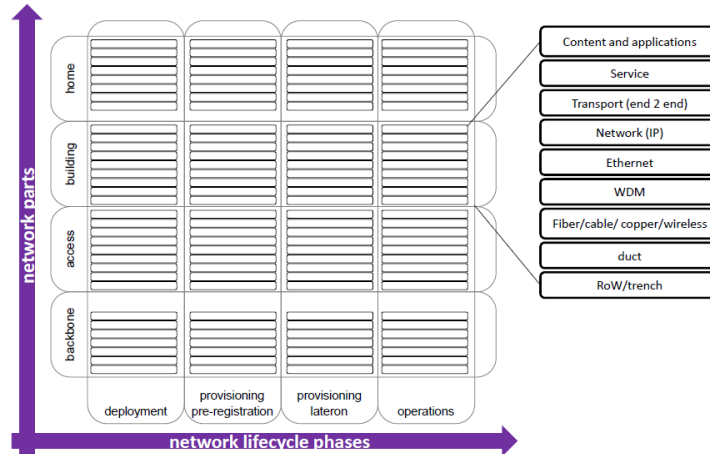 Content and applications
Service
Transport (end 2 end)
Network (IP)
Ethernet
WDM
Fiber/cable/ copper/wireless
duct
RoW/trench
network parts
home
building
access
backbone
deployment
provisioning
pre-registration
provisioning
lateron
operations
network lifecycle phases